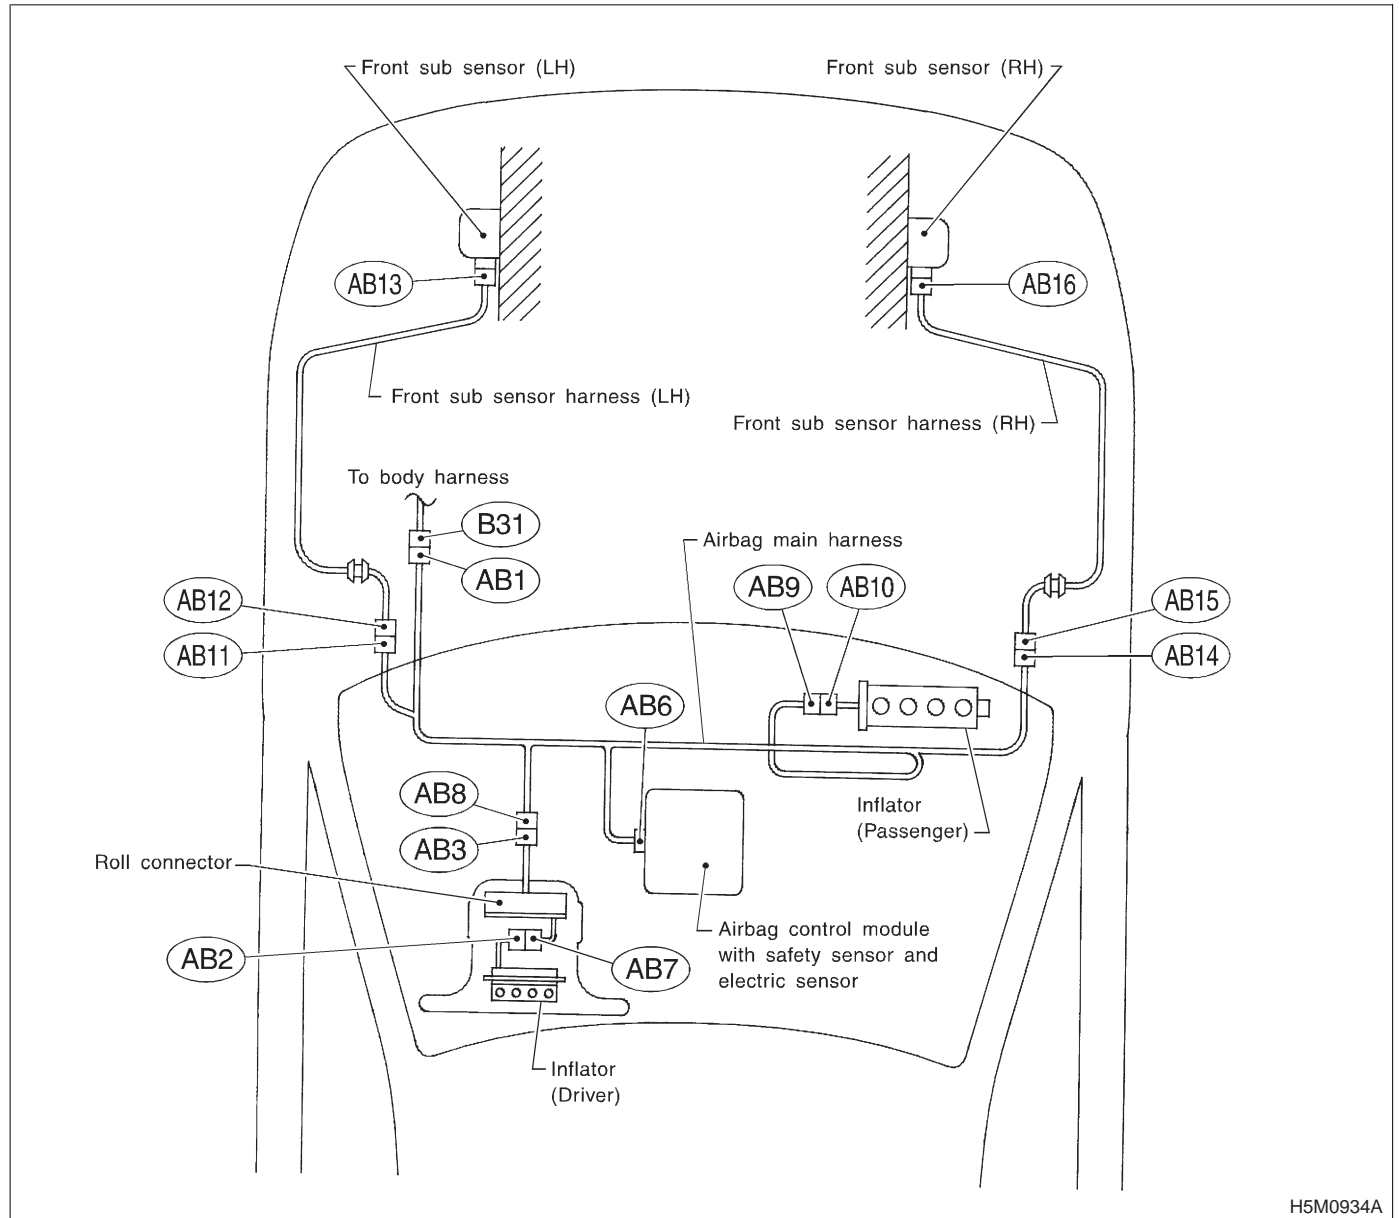 Front sub sensor (LH)
Front sub sensor (RH)
AB13
AB16
Front sub sensor harness (LH)
Front sub sensor harness (RH)
To body harness
B31
AB1
Airbag main harness
AB9
AB10
AB12
AB11
AB15
AB14
AB6
AB8
AB3
Inflator
(Passenger)
Roll connector
AB2
AB7
Airbag control module
with safety sensor and
electric sensor
Inflator
(Driver)
H5M0934A